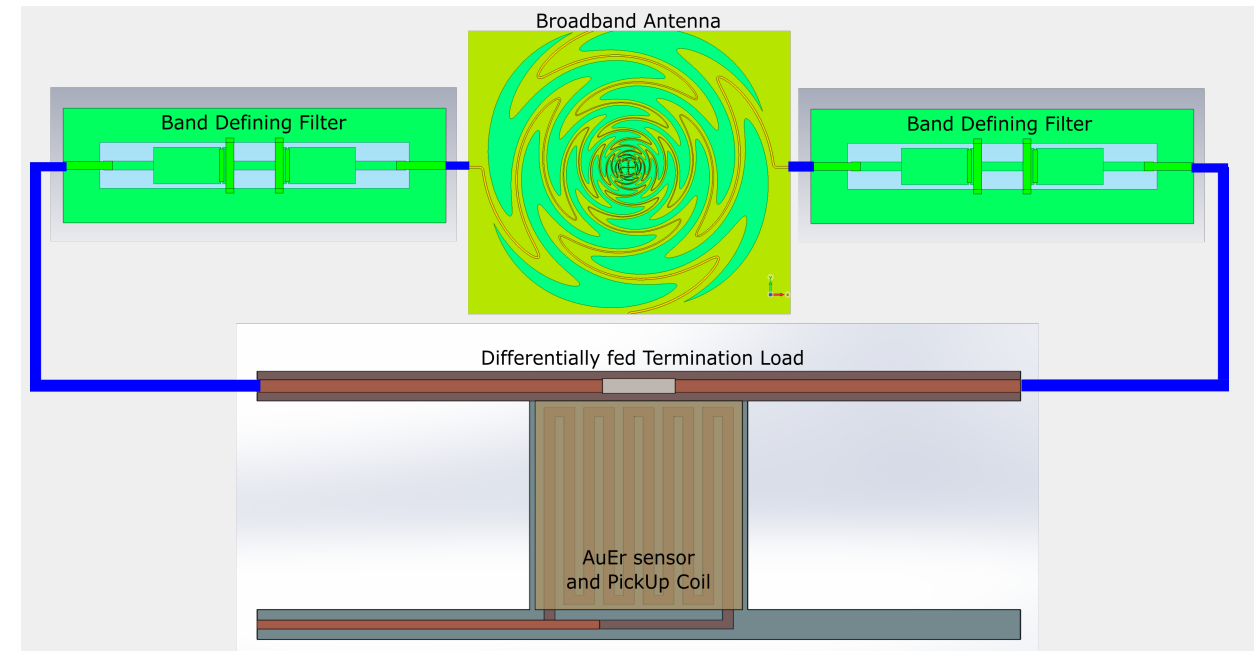 Broadband Antenna
Band Defining Filter
Band Defining Filter
Differentially fed Termination Load
AuEr sensor
and PickUp Coil